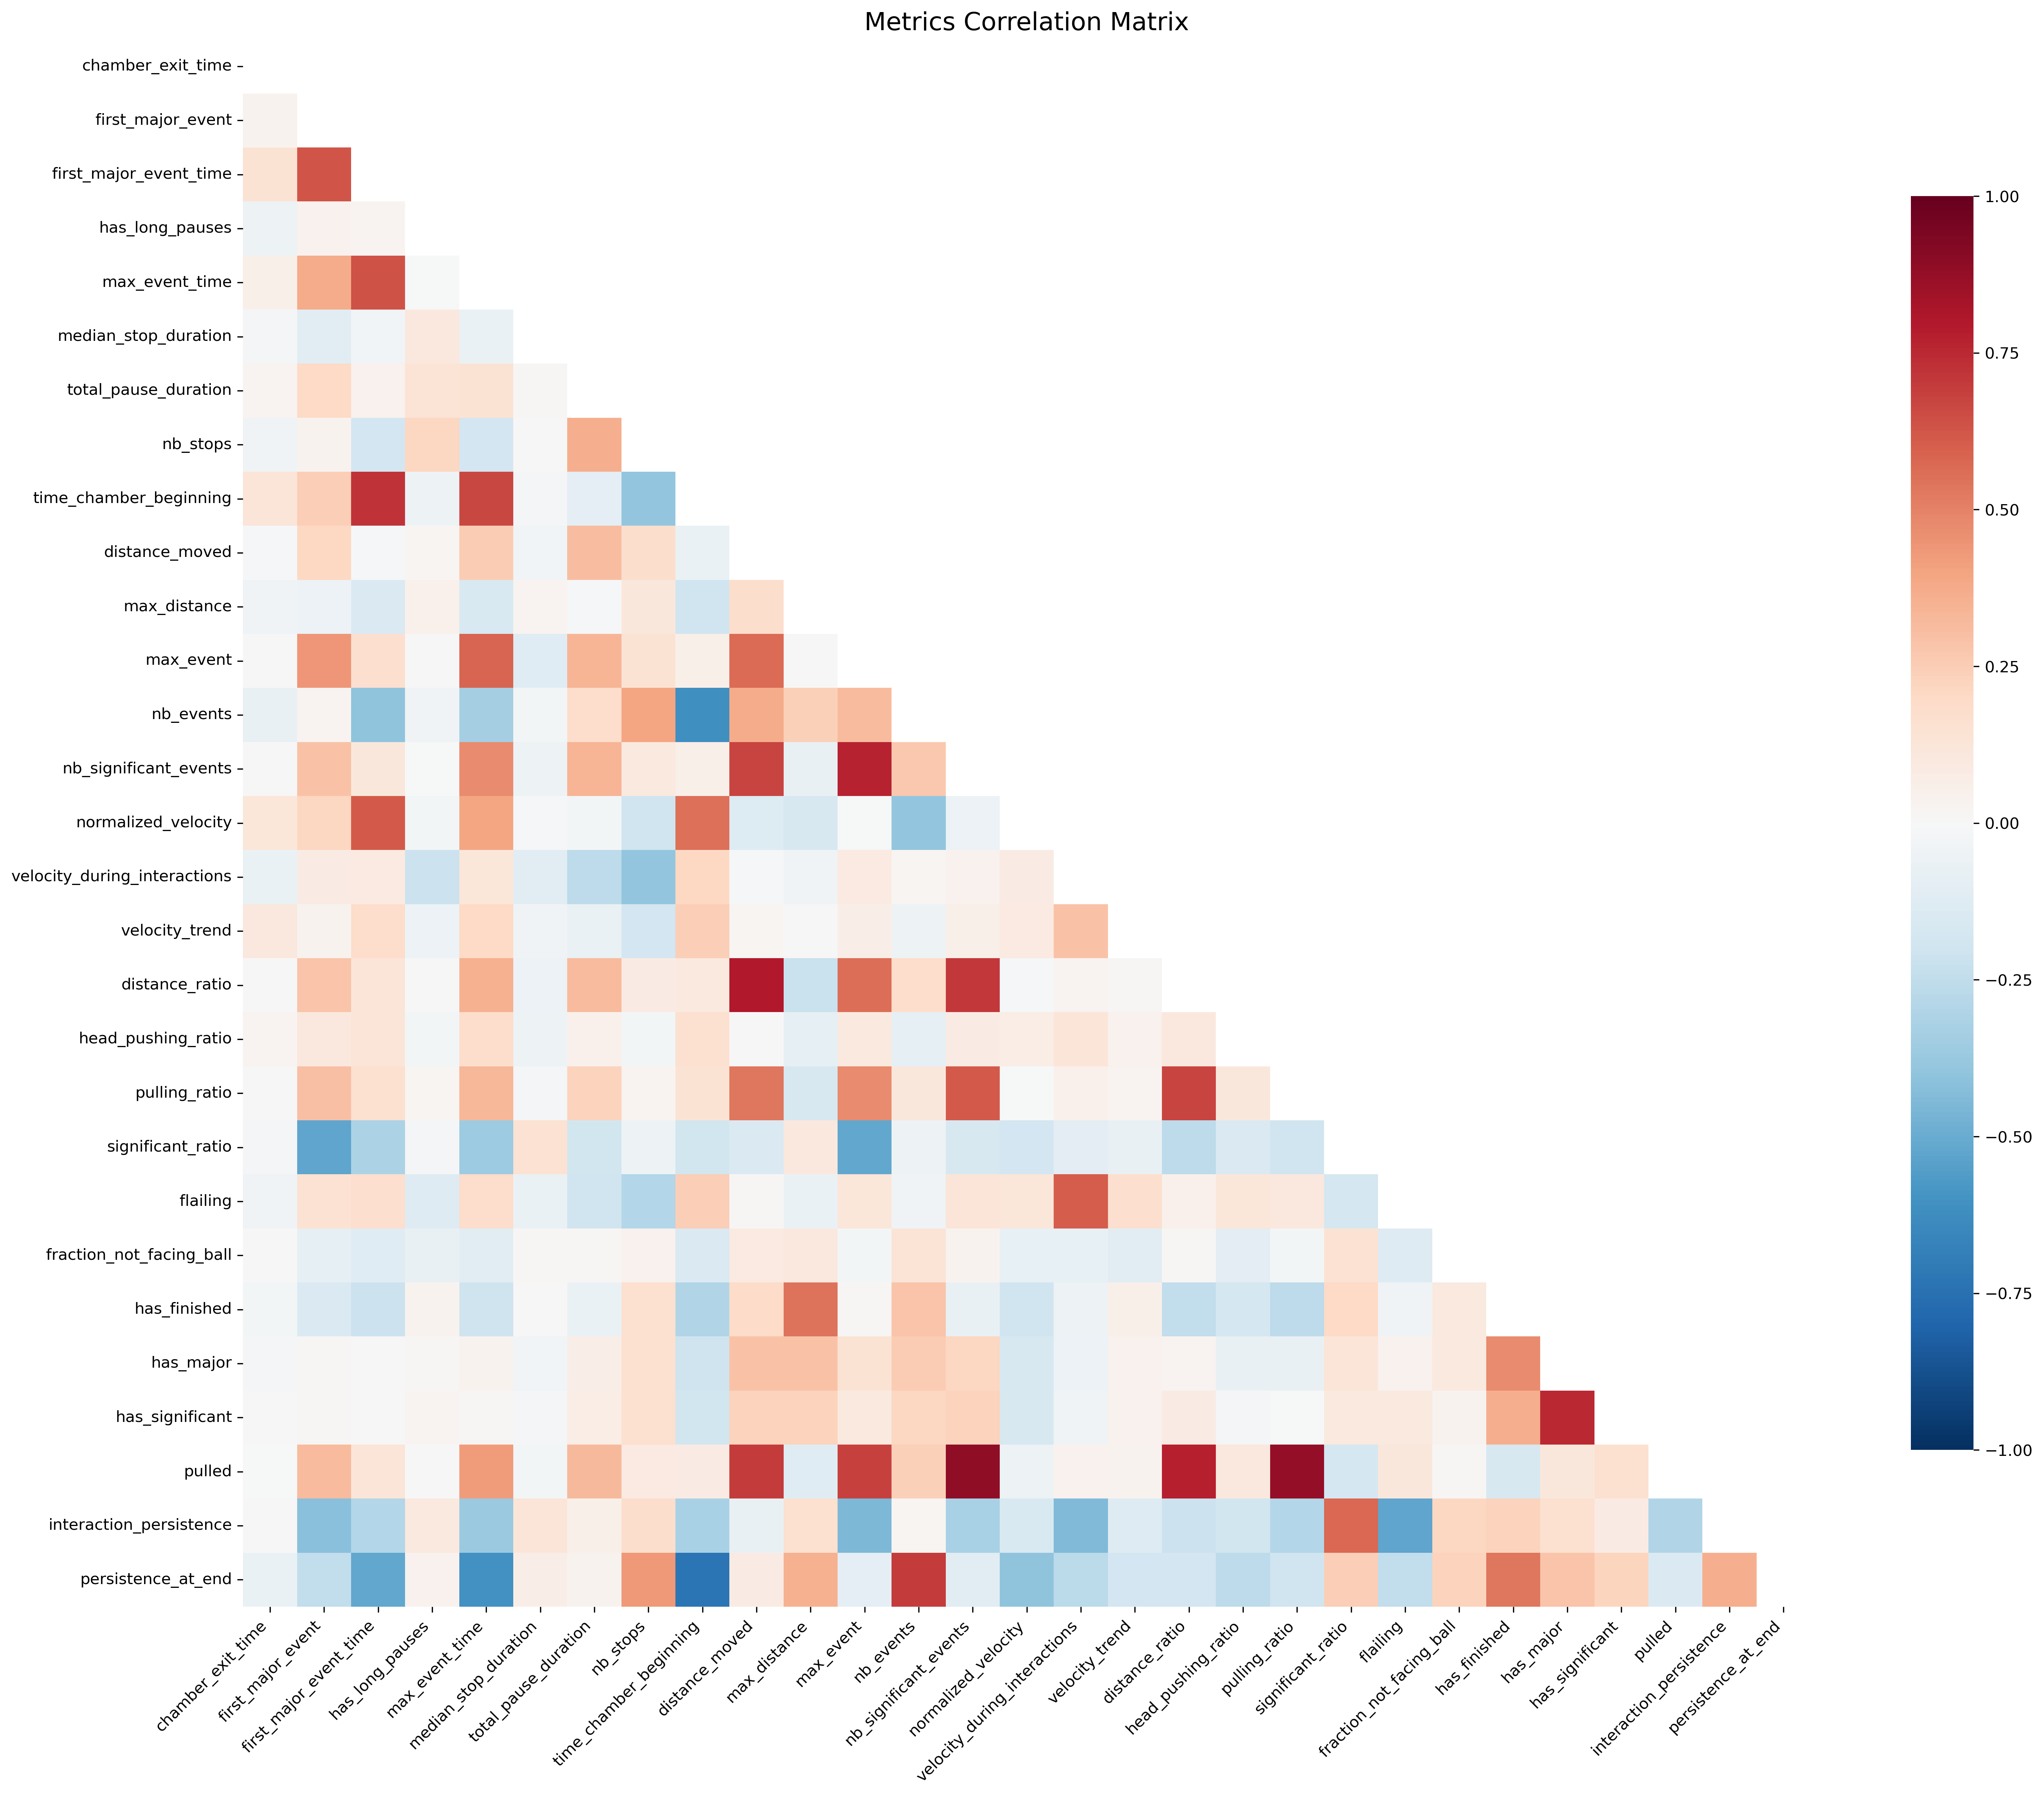 Metrics Correlation Matrix
chamber_exit_time
first_major_event
first_major_event_time
has_long_pauses
max_event_time
median_stop_duration
total_pause_duration
nb_stops
time_chamber_beginning
distance_moved
max_distance
max_event
nb_events
nb_significant_events
normalized_velocity
velocity_during_interactions
velocity_trend
distance_ratio
head_pushing_ratio
pulling_ratio
significant_ratio
flailing
fraction_not_facing_ball
has_finished
has_major
has_significant
pulled
interaction_persistence
persistence_at_end
chamber_exit_time
first_major_event
first_major_event_time
has_long_pauses
max_event_time
median_stop_duration
total_pause_duration
nb_stops
time_chamber_beginning
distance_moved
max_distance
max_event
nb_events
nb_significant_events
normalized_velocity
velocity_during_interactions
velocity_trend
distance_ratio
head_pushing_ratio
pulling_ratio
significant_ratio
flailing
fraction_not_facing_ball
has_finished
has_major
has_significant
pulled
interaction_persistence
persistence_at_end
1.00
0.75
0.50
0.25
0.00
−0.25
−0.50
−0.75
−1.00